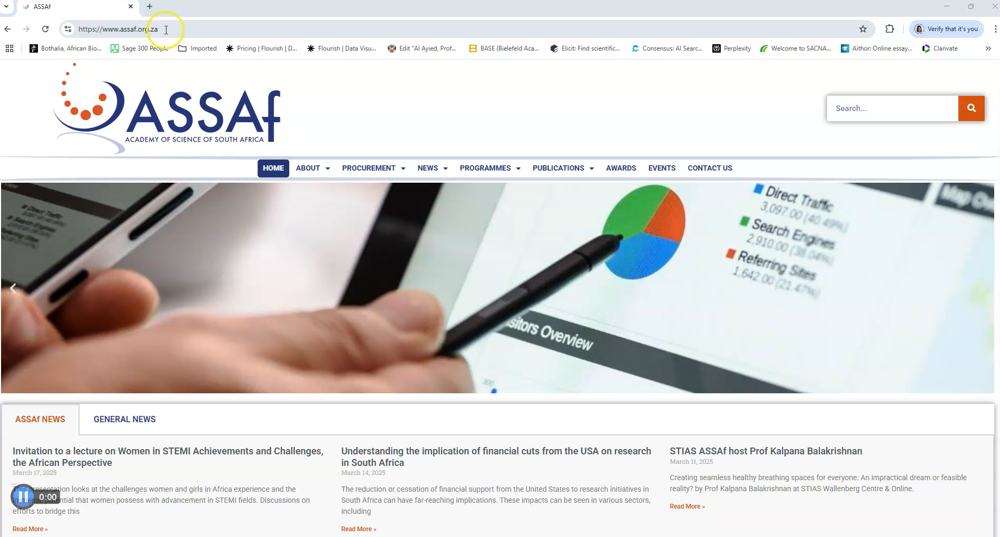 ASSAf
https://www.assaf.org.za
Verify that it's you
Bothalia, African Bio...
Sage 300 People
Imported
Pricing | Flourish | D...
Flourish | Data Visu...
Edit "Al Ayied, Prof...
BASE (Bielefeld Aca...
Elicit: Find scientific...
Consensus: AI Searc...
Perplexity
Welcome to SACNA...
Aithor: Online essay...
Clarivate
ASSAf
ACADEMY OF SCIENCE OF SOUTH AFRICA
Search...
HOME ABOUT PROCUREMENT NEWS PROGRAMMES PUBLICATIONS AWARDS EVENTS CONTACT US
Direct Traffic
Search Engines
Referring Sites
Direct Traffic
3,097.00 (40.49%)
Search Engines
2,910.00 (38.04%)
Referring Sites
1,642.00 (21.47%)
Map
Visitors Overview
300
ASSAf NEWS
GENERAL NEWS
Invitation to a lecture on Women in STEMI Achievements and Challenges,
the African Perspective
March 17, 2025
This presentation looks at the challenges women and girls in Africa experience and the
immense potential that women possess with advancement in STEMI fields. Discussions on
efforts to bridge this
Read More »
0:00
Understanding the implication of financial cuts from the USA on research
in South Africa
March 14, 2025
The reduction or cessation of financial support from the United States to research initiatives in
South Africa can have far-reaching implications. These impacts can be seen in various sectors,
including
Read More »
STIAS ASSAf host Prof Kalpana Balakrishnan
March 11, 2025
Creating seamless healthy breathing spaces for everyone: An impractical dream or feasible
reality? by Prof Kalpana Balakrishnan at STIAS Wallenberg Centre & Online.
Read More »